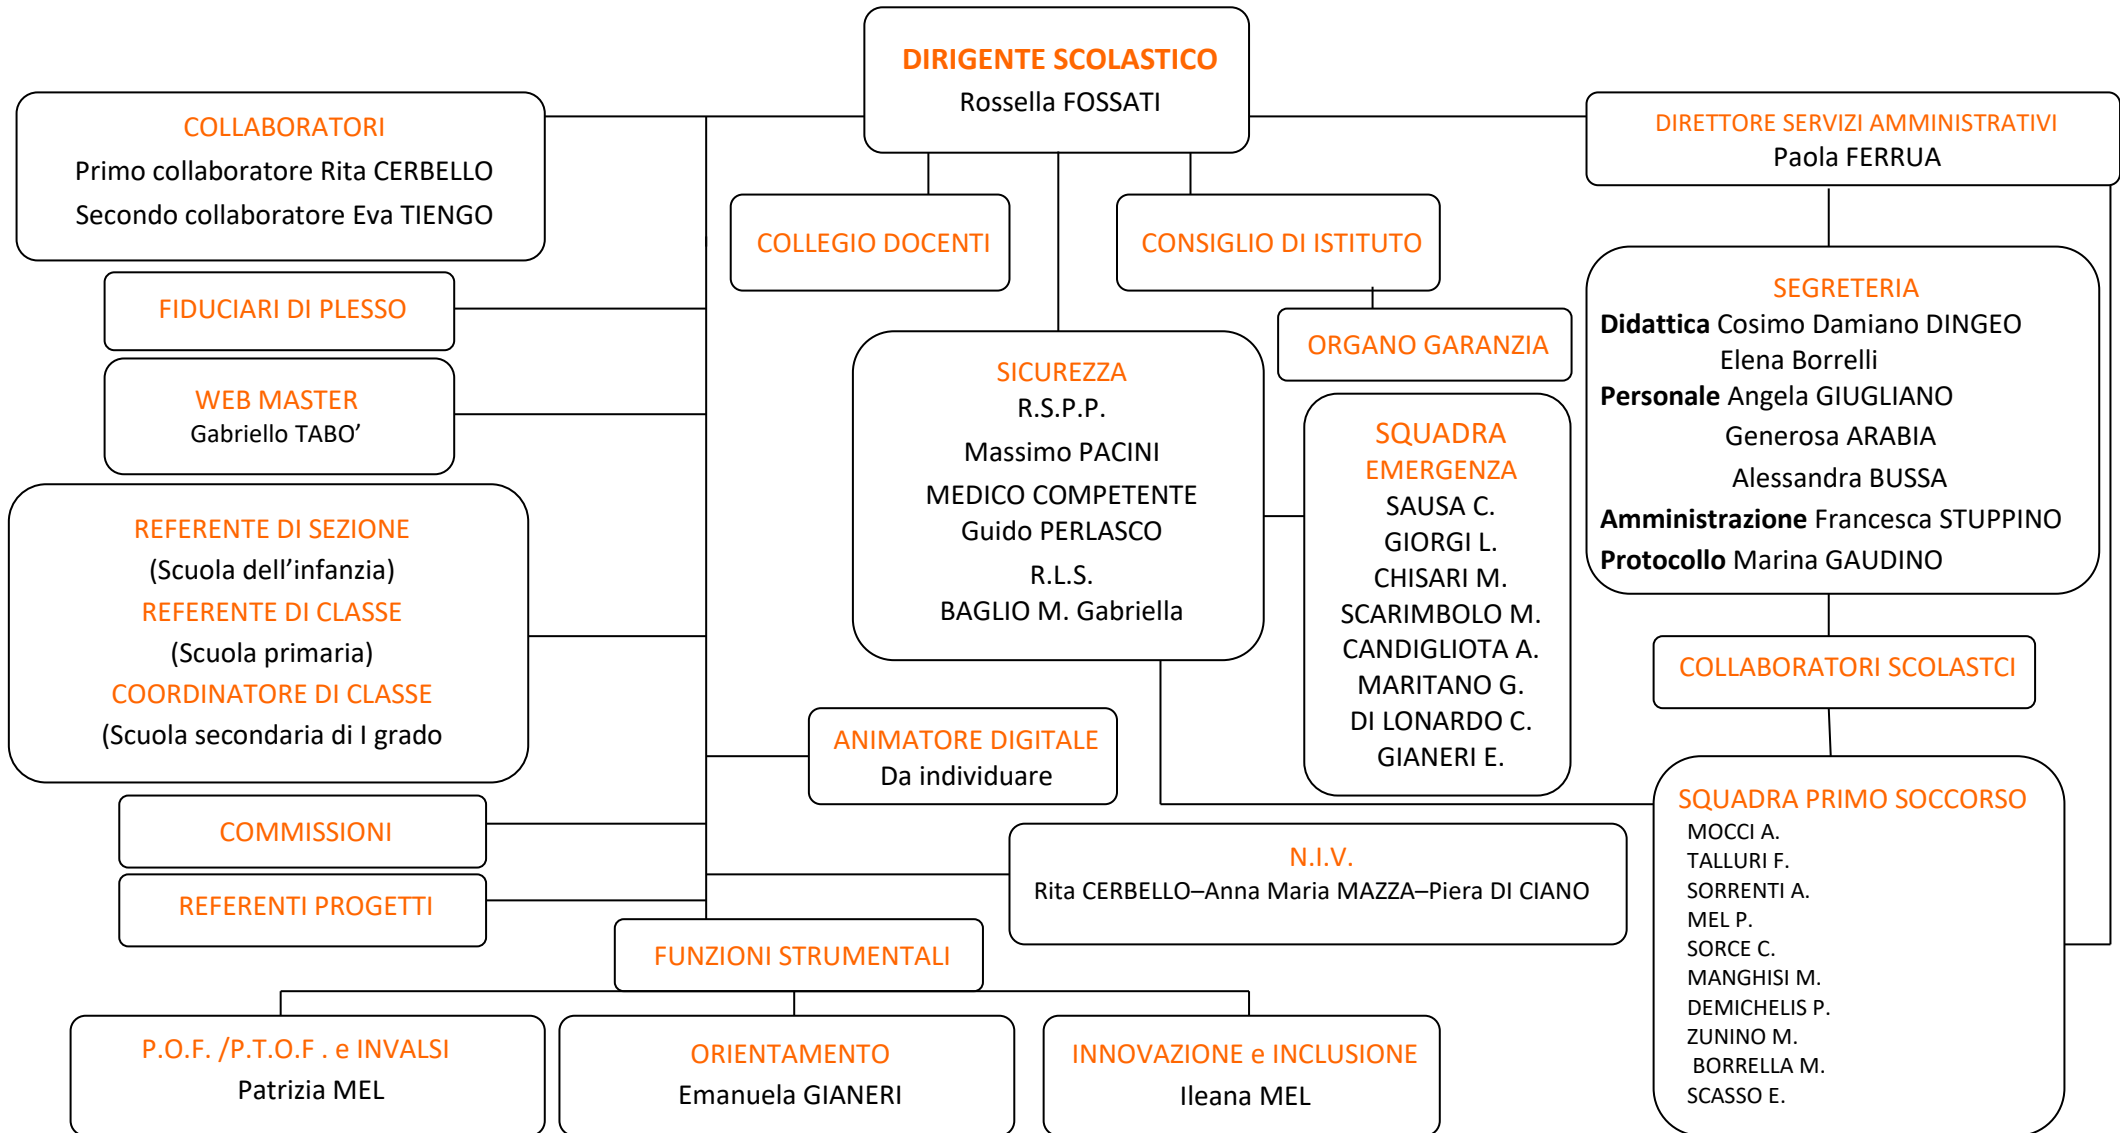 DIRIGENTE SCOLASTICO
Rossella FOSSATI
COLLABORATORI
Primo collaboratore Rita CERBELLO
Secondo collaboratore Eva TIENGO
DIRETTORE SERVIZI AMMINISTRATIVI
Paola FERRUA
COLLEGIO DOCENTI
CONSIGLIO DI ISTITUTO
FIDUCIARI DI PLESSO
ORGANO GARANZIA
SEGRETERIA
Didattica Cosimo Damiano DINGEO
Elena Borrelli
Personale Angela GIUGLIANO
Generosa ARABIA
Alessandra BUSSA
Amministrazione Francesca STUPPINO
Protocollo Marina GAUDINO
WEB MASTER
Gabriello TABO’
SICUREZZA
R.S.P.P.
Massimo PACINI
MEDICO COMPETENTE
Guido PERLASCO
R.L.S.
BAGLIO M. Gabriella
SQUADRA
EMERGENZA
SAUSA C.
GIORGI L.
CHISARI M.
SCARIMBOLO M.
CANDIGLIOTA A.
MARITANO G.
DI LONARDO C.
GIANERI E.
REFERENTE DI SEZIONE
(Scuola dell’infanzia)
REFERENTE DI CLASSE
(Scuola primaria)
COORDINATORE DI CLASSE
(Scuola secondaria di I grado
COLLABORATORI SCOLASTCI
ANIMATORE DIGITALE
Da individuare
SQUADRA PRIMO SOCCORSO
MOCCI A.
TALLURI F.
SORRENTI A.
MEL P.
SORCE C.
MANGHISI M.
DEMICHELIS P.
ZUNINO M.
BORRELLA M.
SCASSO E.
COMMISSIONI
N.I.V.
Rita CERBELLO–Anna Maria MAZZA–Piera DI CIANO
REFERENTI PROGETTI
FUNZIONI STRUMENTALI
P.O.F. /P.T.O.F . e INVALSI
Patrizia MEL
ORIENTAMENTO
Emanuela GIANERI
INNOVAZIONE e INCLUSIONE
Ileana MEL